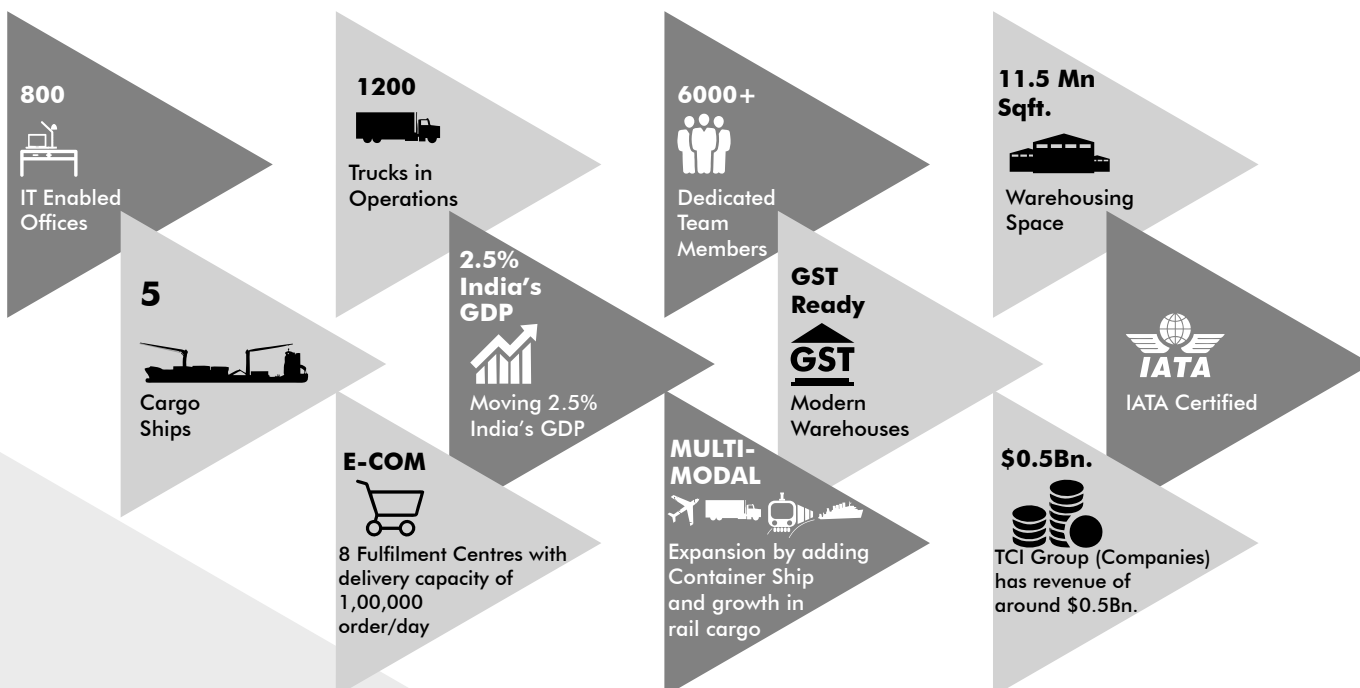 800
IT Enabled
Offices
1200
Trucks in
Operations
6000+
Dedicated
Team
Members
11.5 Mn
Sqft.
Warehousing
Space
5
Cargo
Ships
2.5%
India’s
GDP
Moving 2.5%
India’s GDP
GST
Ready
GST
Modern
Warehouses
IATA
IATA Certified
E-COM
8 Fulfilment Centres with
delivery capacity of
1,00,000
order/day
MULTI-
MODAL
Expansion by adding
Container Ship
and growth in
rail cargo
$0.5Bn.
TCI Group (Companies)
has revenue of
around $0.5Bn.